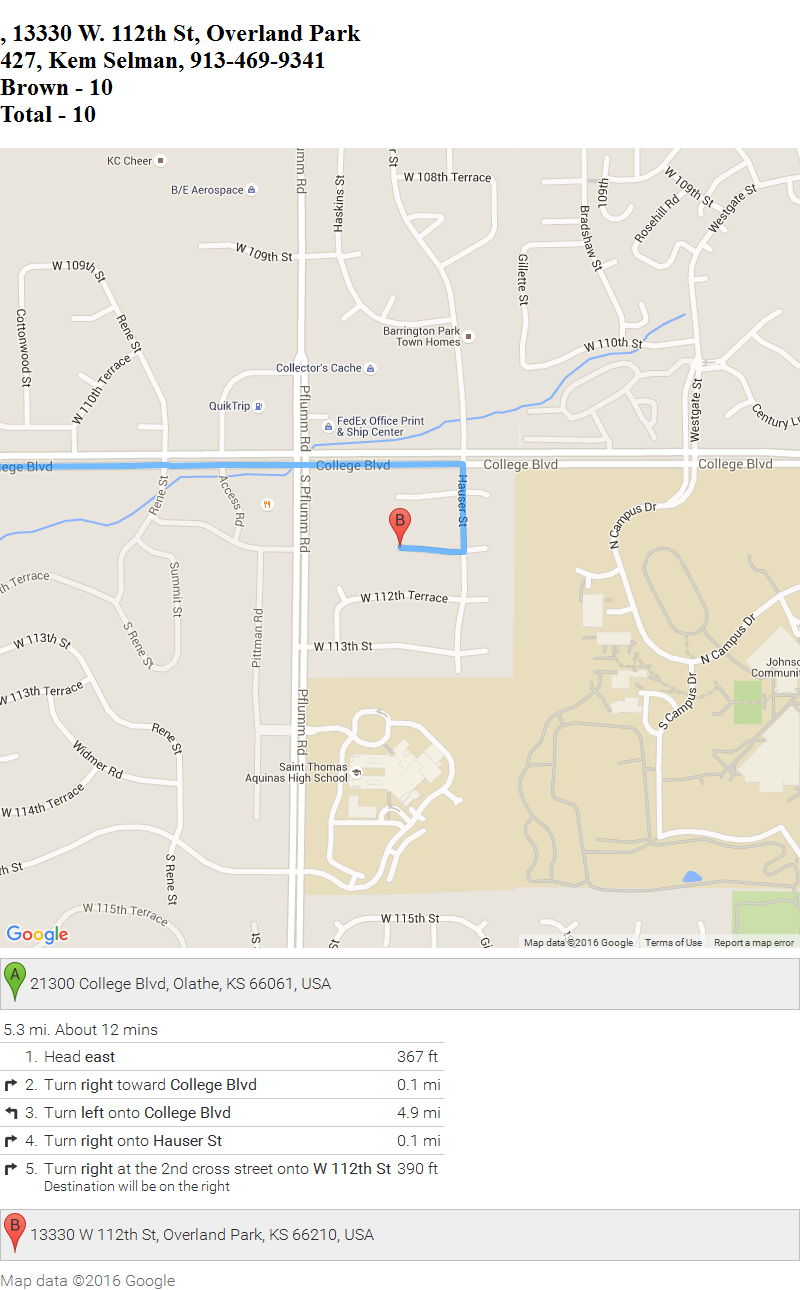 , 13330 W. 112th St, Overland Park
427, Kem Selman, 913-469-9341
Brown - 10
Total - 10
KC Cheer
B/E Aerospace
Haskins St
r St
W 108th Terrace
109th
W 109th St
Westgate St
Rosehill Rd
Bradshaw St
W 109th St
Gillette St
W 109th St
Rene St
Cottonwood St
W 110th Terrace
Barrington Park
Town Homes
W 110th St
Collector's Cache
QuikTrip
Pflumm Rd
FedEx Office Print
& Ship Center
Westgate St
Century Ln
ege Blvd
College Blvd
College Blvd
College Blvd
Rene St
Access Rd
S Pflumm Rd
Hauser St
B
N Campus Dr
th Terrace
Summit St
W 112th Terrace
S Rene St
Pittman Rd
W 113th St
W 113th St
N Campus Dr
Johnso
Communit
W 113th Terrace
Pflumm Rd
S Campus Dr
Rene St
Widmer Rd
Saint Thomas
Aquinas High School
W 114th Terrace
th St
S Rene St
W 115th Terrace
W 115th St
St
St
Gi
Google
Map data ©2016 Google
Terms of Use
Report a map error
A
21300 College Blvd, Olathe, KS 66061, USA
5.3 mi. About 12 mins
1. Head east 367 ft
2. Turn right toward College Blvd 0.1 mi
3. Turn left onto College Blvd 4.9 mi
4. Turn right onto Hauser St 0.1 mi
5. Turn right at the 2nd cross street onto W 112th St 390 ft
Destination will be on the right
B
13330 W 112th St, Overland Park, KS 66210, USA
Map data ©2016 Google